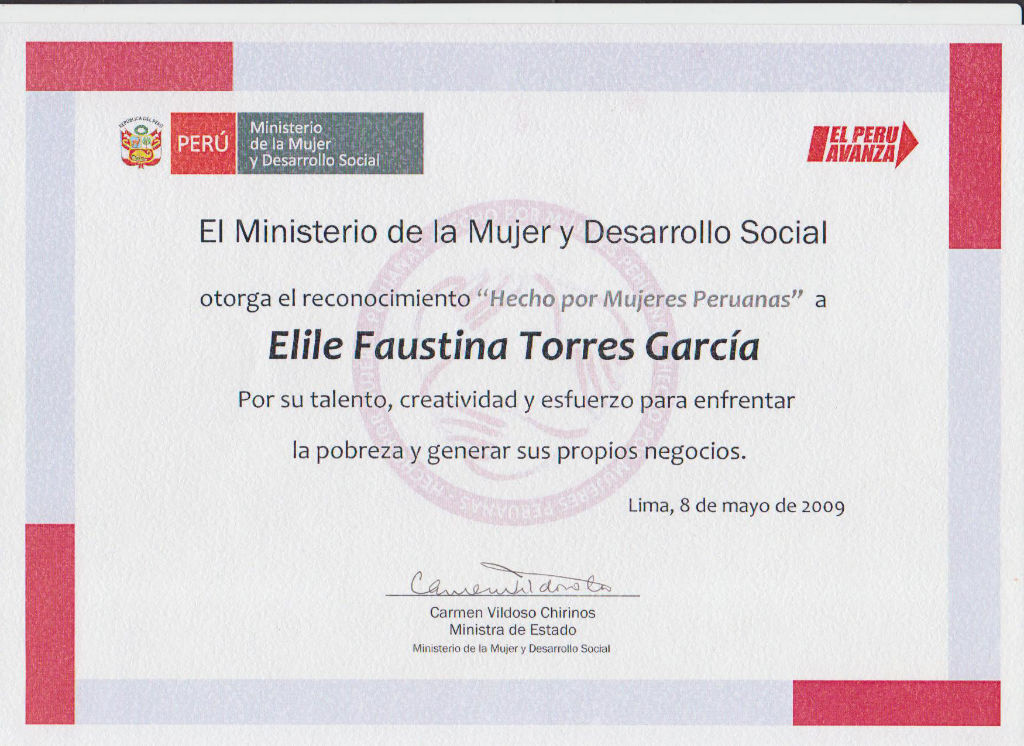 REPÚBLICA DEL PERÚ
PERÚ
Ministerio
de la Mujer
y Desarrollo Social
EL PERU
AVANZA
El Ministerio de la Mujer y Desarrollo Social
otorga el reconocimiento “Hecho por Mujeres Peruanas” a
Elile Faustina Torres García
Por su talento, creatividad y esfuerzo para enfrentar
la pobreza y generar sus propios negocios.
Lima, 8 de mayo de 2009
Carmen Vildoso Chirinos
Ministra de Estado
Ministerio de la Mujer y Desarrollo Social